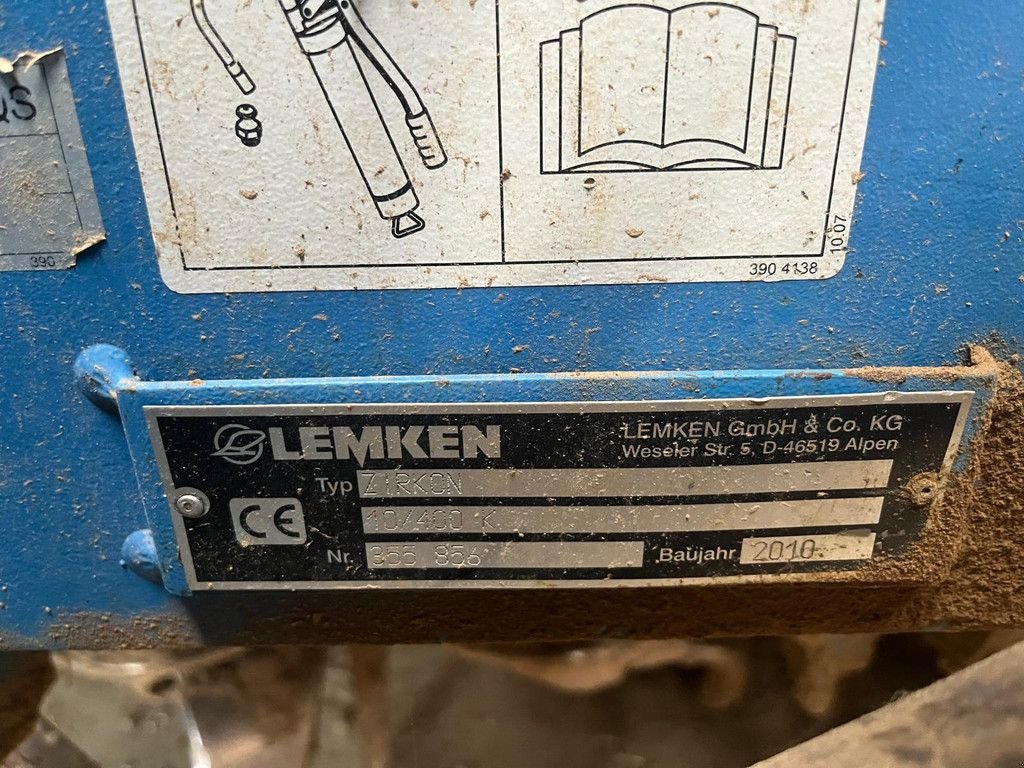 QS
390
390 4138
10.07
LEMKEN
LEMKEN GmbH & Co. KG
Weseler Str. 5, D-46519 Alpen
Typ ZIRKON
10/400 K
CE
Nr. 355 856
Baujahr 2010